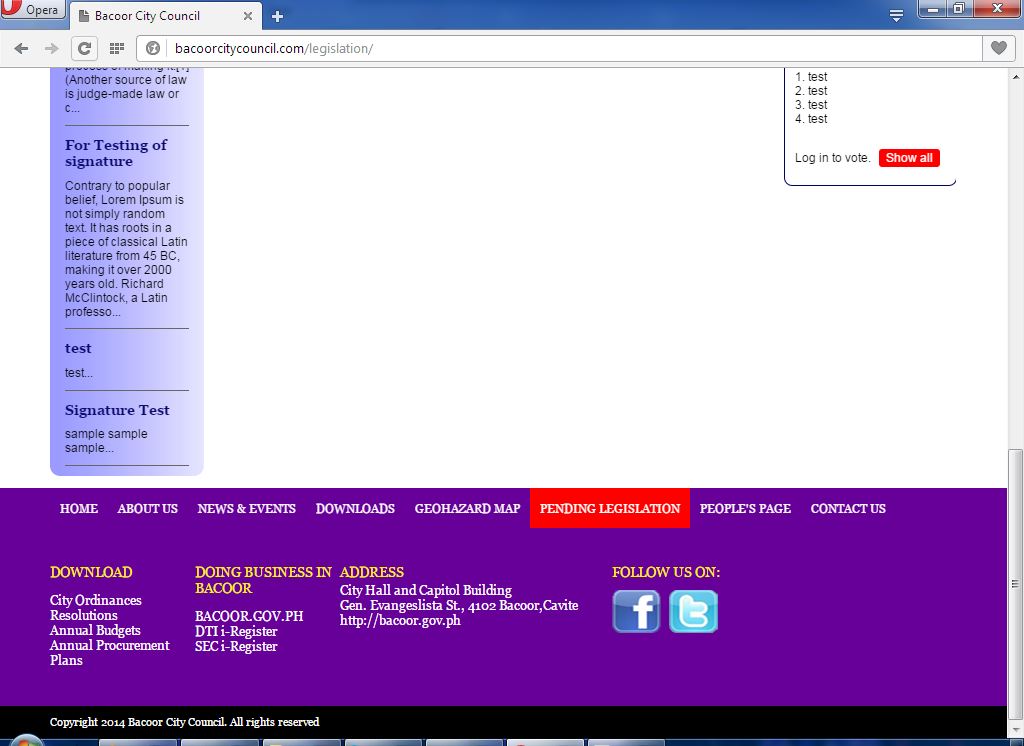 Opera
Bacoor City Council
bacoorcitycouncil.com/legislation/
process of making it.[1]
(Another source of law
is judge-made law or
c...
For Testing of
signature
Contrary to popular
belief, Lorem Ipsum is
not simply random
text. It has roots in a
piece of classical Latin
literature from 45 BC,
making it over 2000
years old. Richard
McClintock, a Latin
professo...
test
test...
Signature Test
sample sample
sample...
1. test
2. test
3. test
4. test
Log in to vote. Show all
HOME ABOUT US NEWS & EVENTS DOWNLOADS GEOHAZARD MAP PENDING LEGISLATION PEOPLE'S PAGE CONTACT US
DOWNLOAD
City Ordinances
Resolutions
Annual Budgets
Annual Procurement
Plans
DOING BUSINESS IN
BACOOR
BACOOR.GOV.PH
DTI i-Register
SEC i-Register
ADDRESS
City Hall and Capitol Building
Gen. Evangeslista St., 4102 Bacoor,Cavite
http://bacoor.gov.ph
FOLLOW US ON:
Copyright 2014 Bacoor City Council. All rights reserved